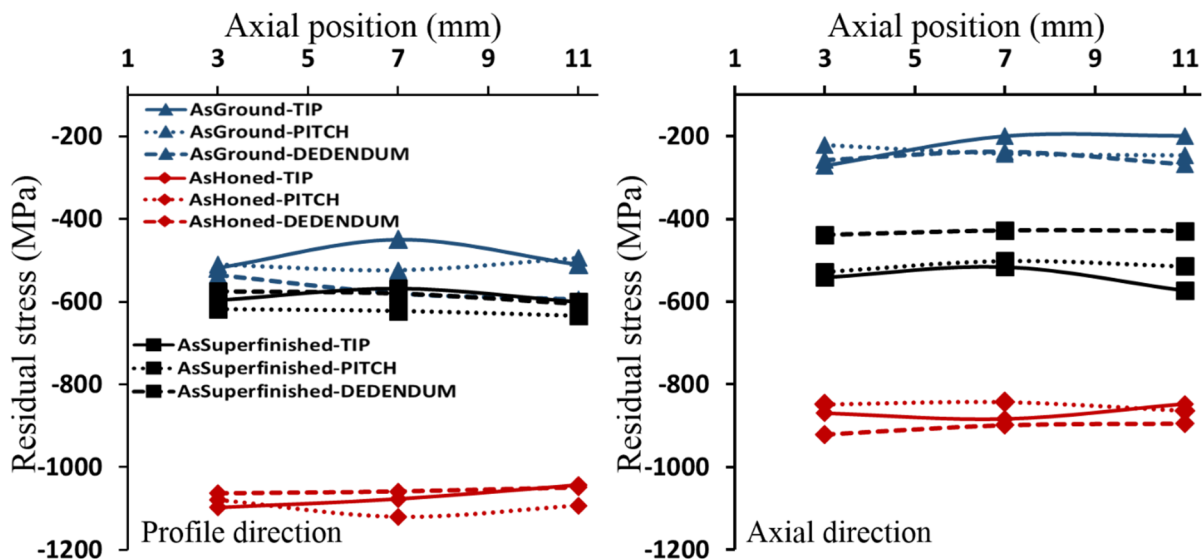 Axial position (mm)
1 3 5 7 9 11
Residual stress (MPa)
-200
-400
-600
-800
-1000
-1200
AsGround-TIP
AsGround-PITCH
AsGround-DEDENDUM
AsHoned-TIP
AsHoned-PITCH
AsHoned-DEDENDUM
AsSuperfinished-TIP
AsSuperfinished-PITCH
AsSuperfinished-DEDENDUM
Profile direction
Axial position (mm)
1 3 5 7 9 11
Residual stress (MPa)
-200
-400
-600
-800
-1000
-1200
Axial direction